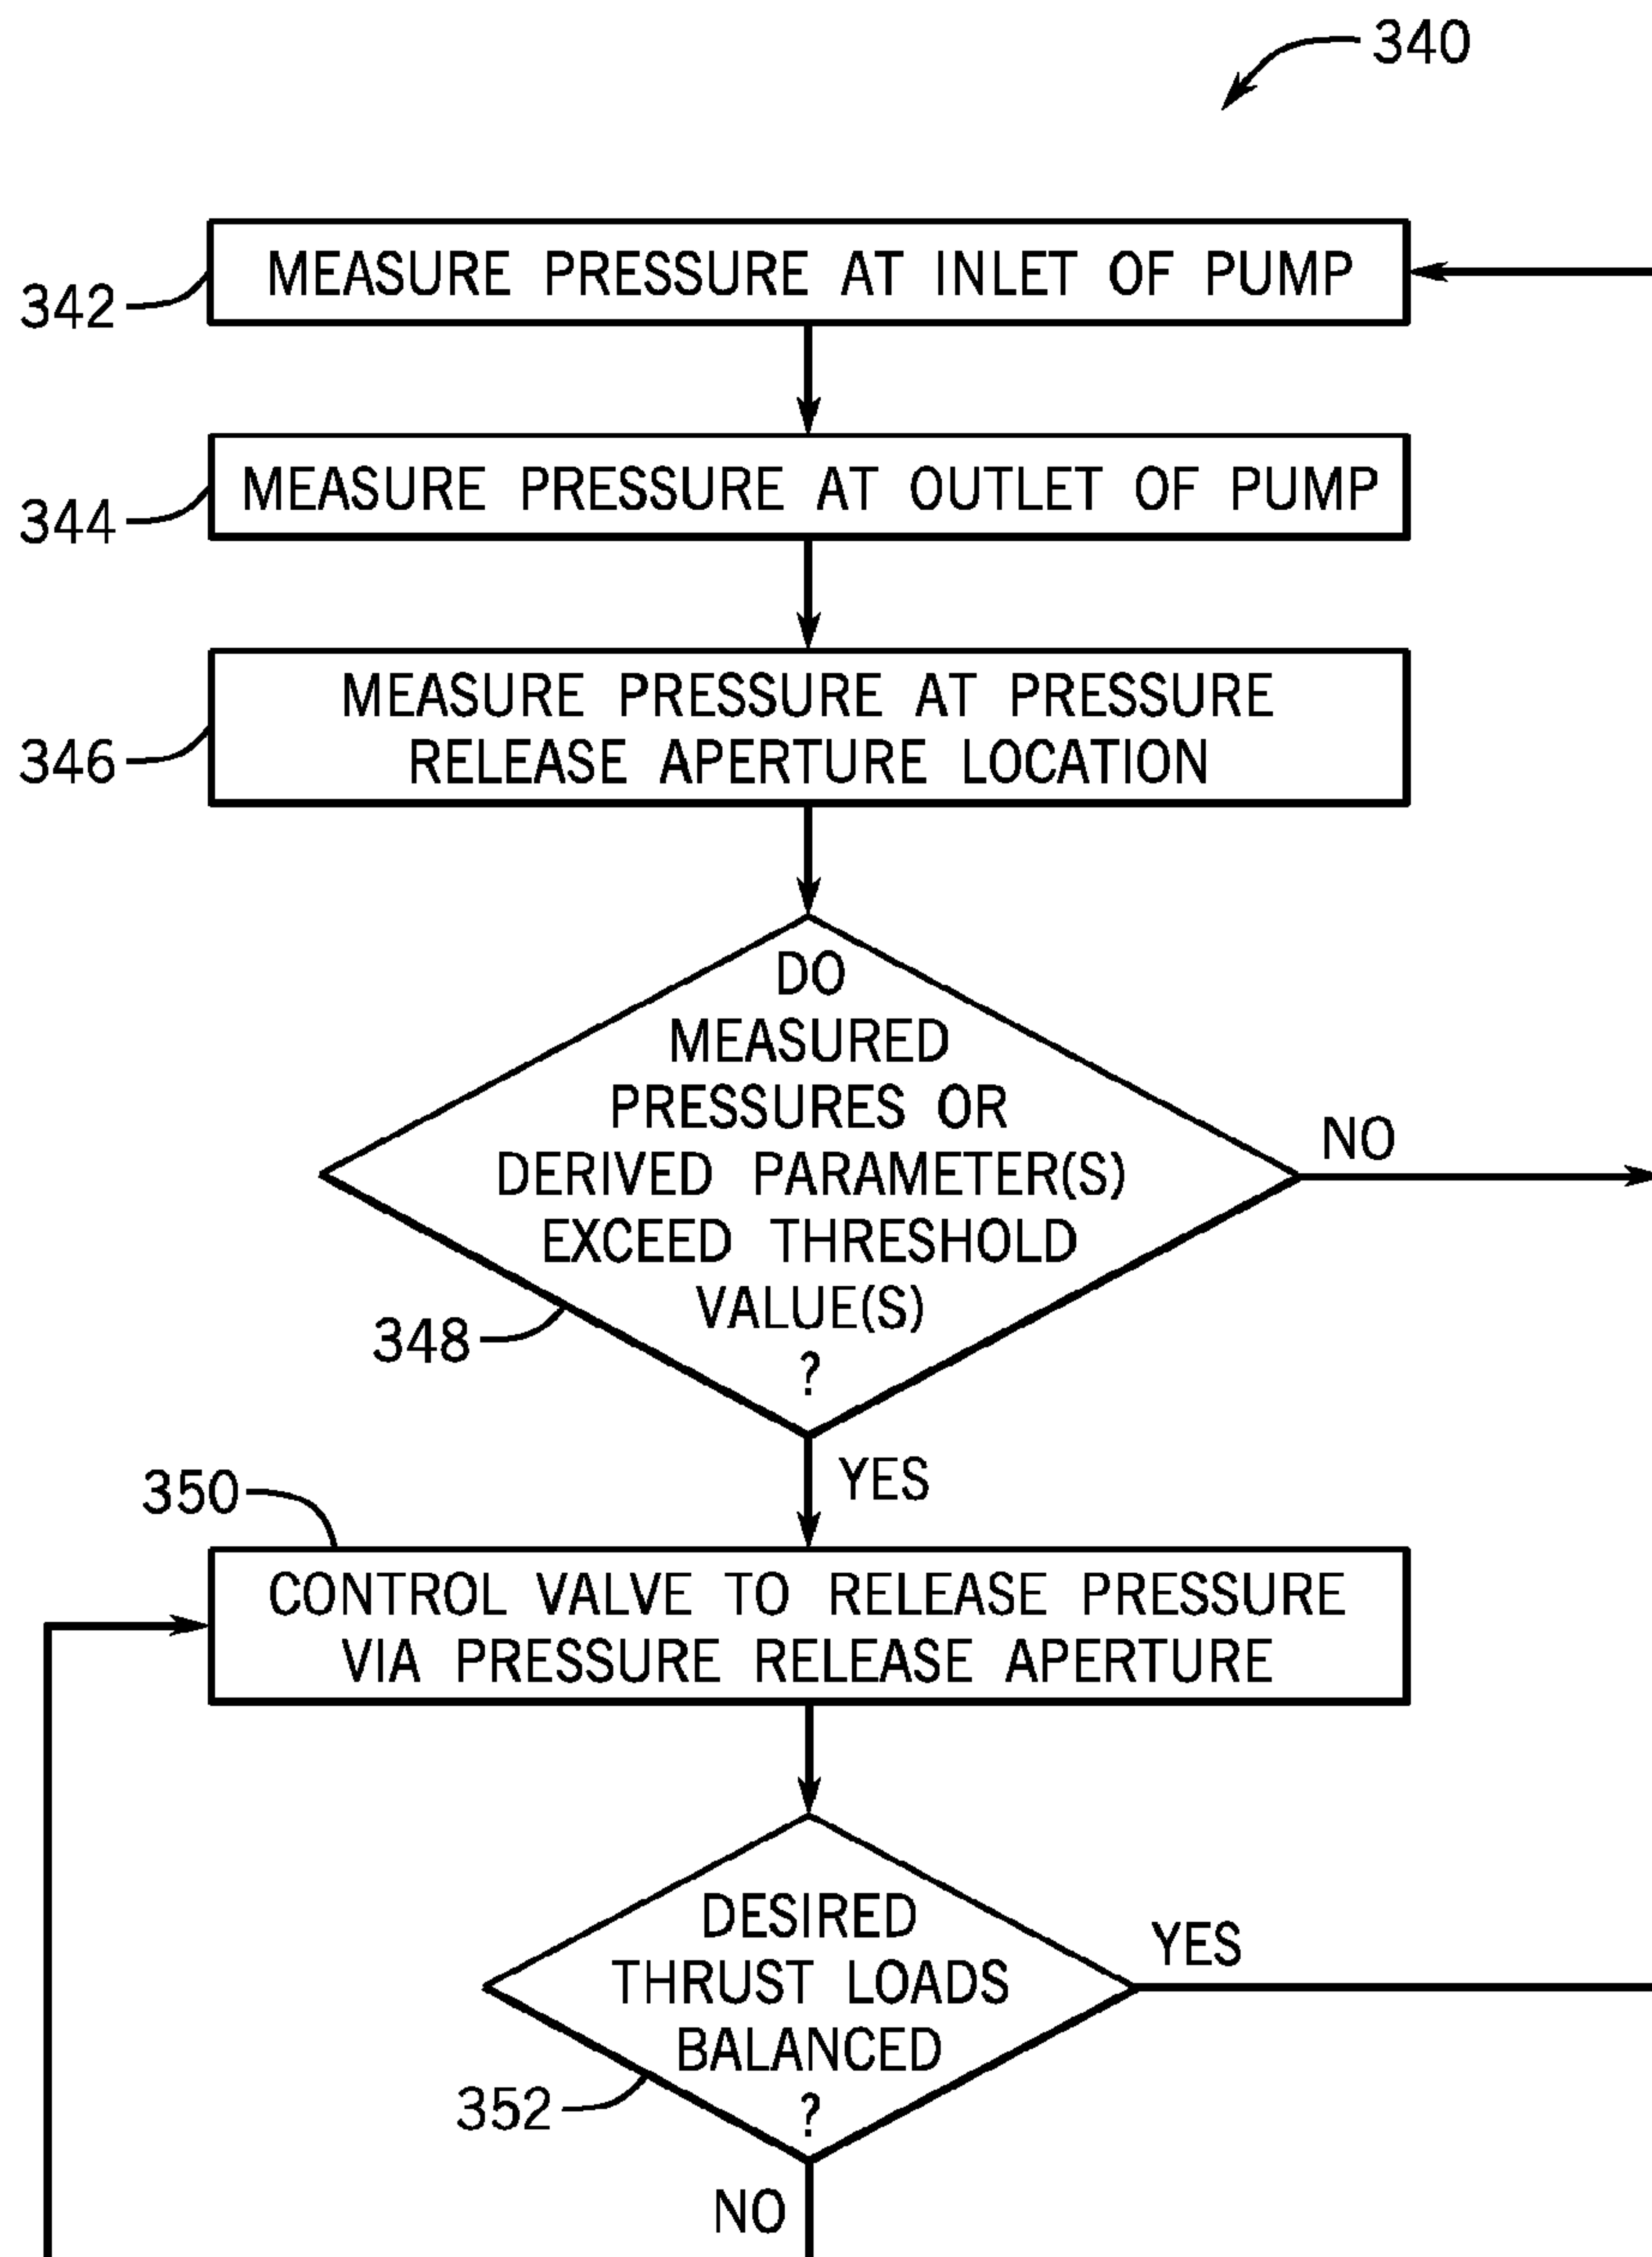 340
342
MEASURE PRESSURE AT INLET OF PUMP
344
MEASURE PRESSURE AT OUTLET OF PUMP
346
MEASURE PRESSURE AT PRESSURE
RELEASE APERTURE LOCATION
DO
MEASURED
PRESSURES OR
DERIVED PARAMETER(S)
EXCEED THRESHOLD
VALUE(S)
?
NO
348
YES
350
CONTROL VALVE TO RELEASE PRESSURE
VIA PRESSURE RELEASE APERTURE
DESIRED
THRUST LOADS
BALANCED
?
YES
352
NO